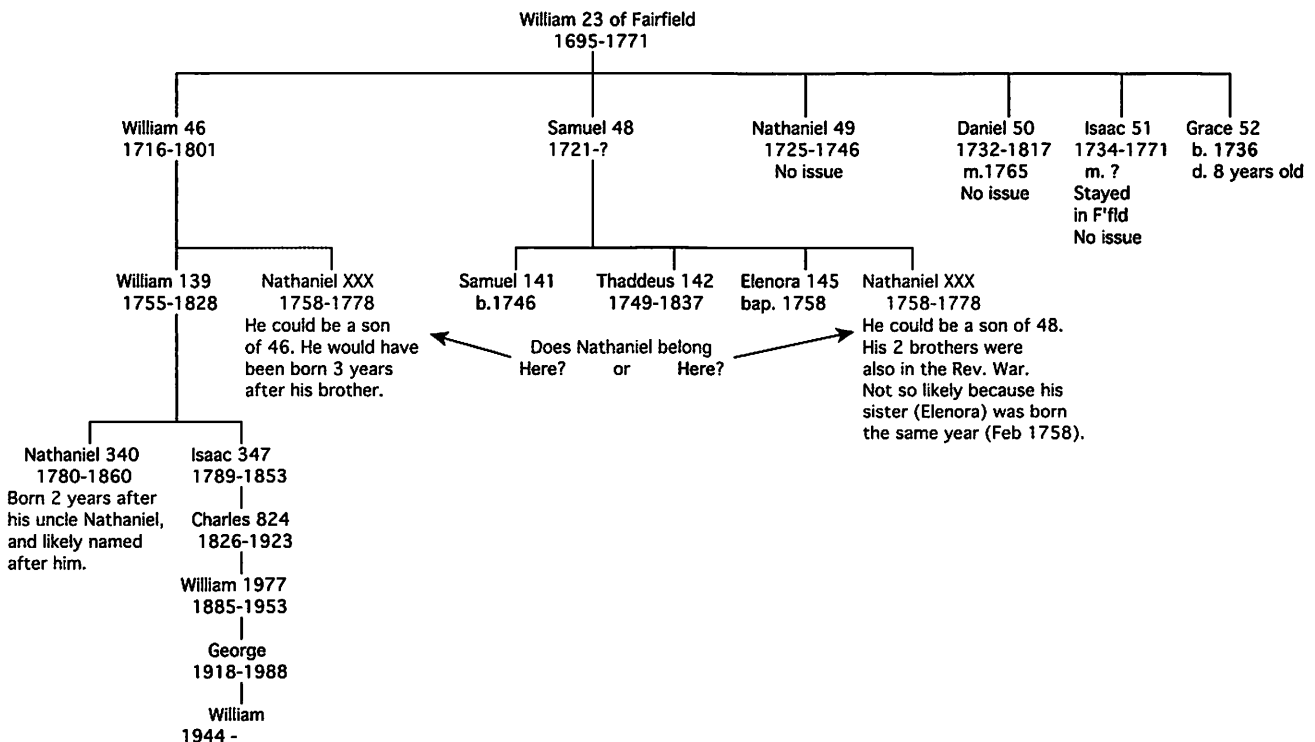 William 23 of Fairfield
1695-1771
William 46
1716-1801
Samuel 48
1721-?
Nathaniel 49
1725-1746
No issue
Daniel 50
1732-1817
m.1765
No issue
Isaac 51
1734-1771
m. ?
Stayed
in F'fld
No issue
Grace 52
b. 1736
d. 8 years old
William 139
1755-1828
Nathaniel XXX
1758-1778
He could be a son
of 46. He would have
been born 3 years
after his brother.
Samuel 141
b.1746
Thaddeus 142
1749-1837
Elenora 145
bap. 1758
Nathaniel XXX
1758-1778
He could be a son of 48.
His 2 brothers were
also in the Rev. War.
Not so likely because his
sister (Elenora) was born
the same year (Feb 1758).
Does Nathaniel belong
Here? or Here?
Nathaniel 340
1780-1860
Born 2 years after
his uncle Nathaniel,
and likely named
after him.
Isaac 347
1789-1853
Charles 824
1826-1923
William 1977
1885-1953
George
1918-1988
William
1944 -